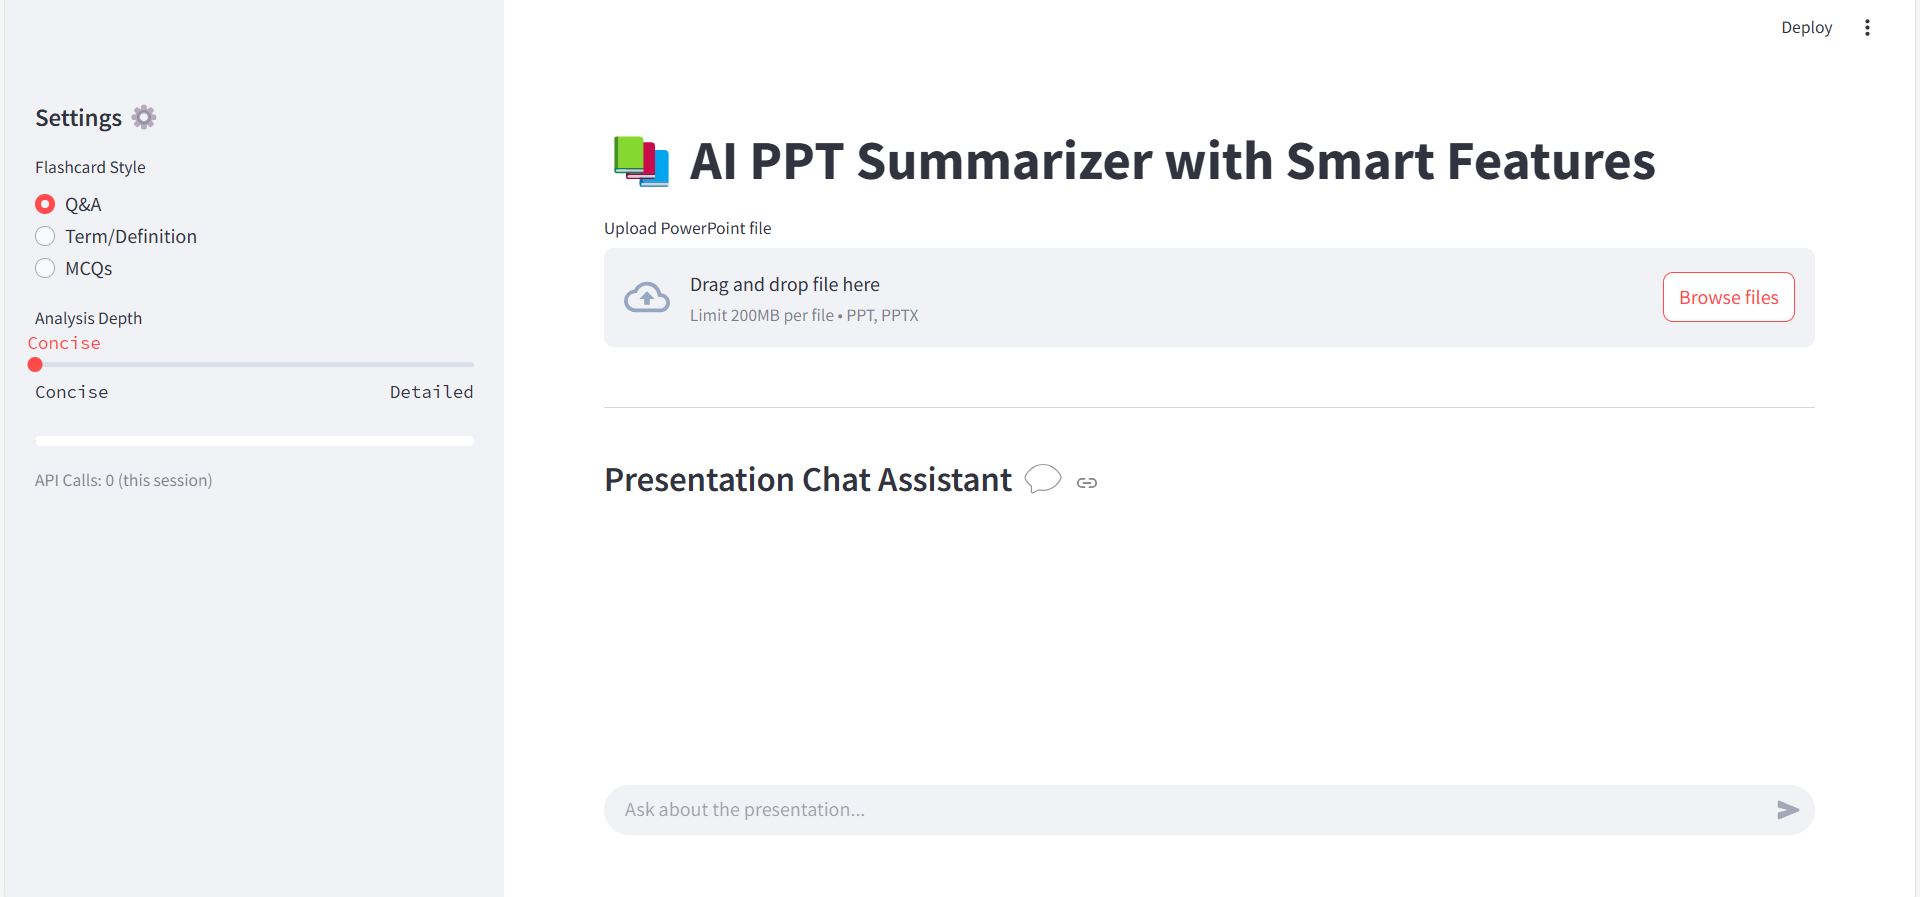 Deploy
Settings
Flashcard Style
Q&A
Term/Definition
MCQs
Analysis Depth
Concise
Concise Detailed
API Calls: 0 (this session)
AI PPT Summarizer with Smart Features
Upload PowerPoint file
Drag and drop file here
Limit 200MB per file • PPT, PPTX
Browse files
Presentation Chat Assistant
Ask about the presentation...